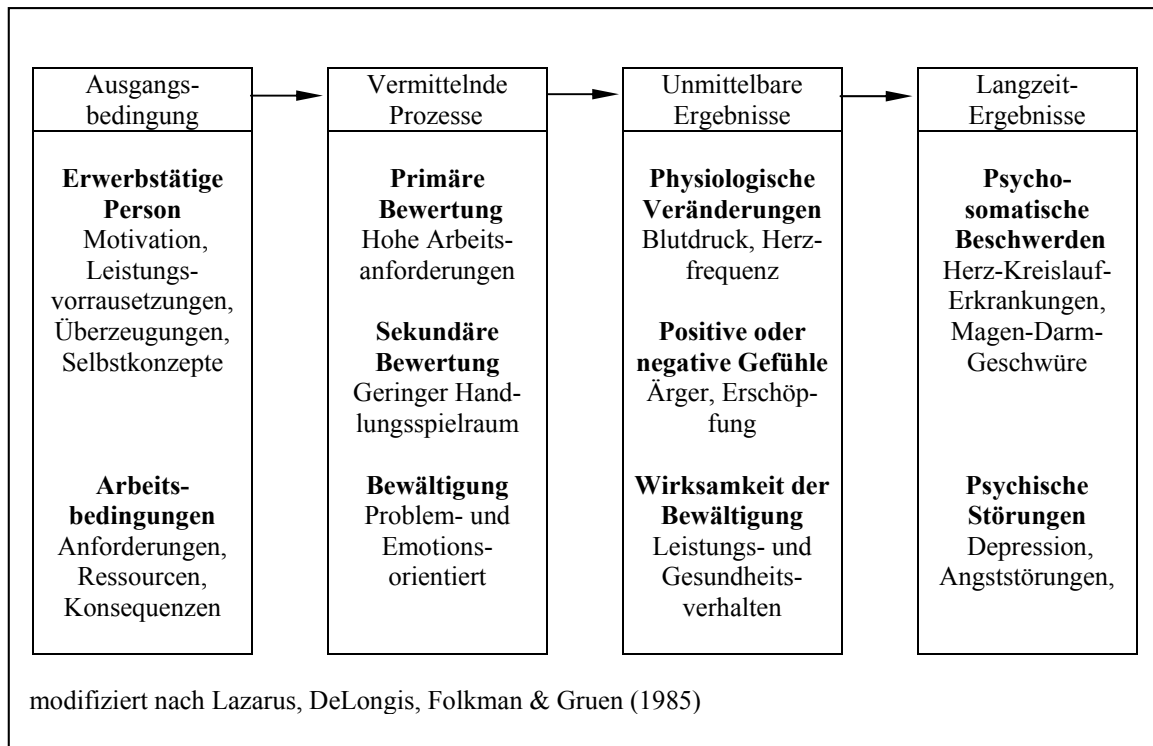 Ausgangs-
bedingung
Erwerbstätige
Person
Motivation,
Leistungs-
vorrausetzungen,
Überzeugungen,
Selbstkonzepte
Arbeits-
bedingungen
Anforderungen,
Ressourcen,
Konsequenzen
Vermittelnde
Prozesse
Primäre
Bewertung
Hohe Arbeits-
anforderungen
Sekundäre
Bewertung
Geringer Hand-
lungsspielraum
Bewältigung
Problem- und
Emotions-
orientiert
Unmittelbare
Ergebnisse
Physiologische
Veränderungen
Blutdruck, Herz-
frequenz
Positive oder
negative Gefühle
Ärger, Erschöp-
fung
Wirksamkeit der
Bewältigung
Leistungs- und
Gesundheits-
verhalten
Langzeit-
Ergebnisse
Psycho-
somatische
Beschwerden
Herz-Kreislauf-
Erkrankungen,
Magen-Darm-
Geschwüre
Psychische
Störungen
Depression,
Angststörungen,
modifiziert nach Lazarus, DeLongis, Folkman & Gruen (1985)